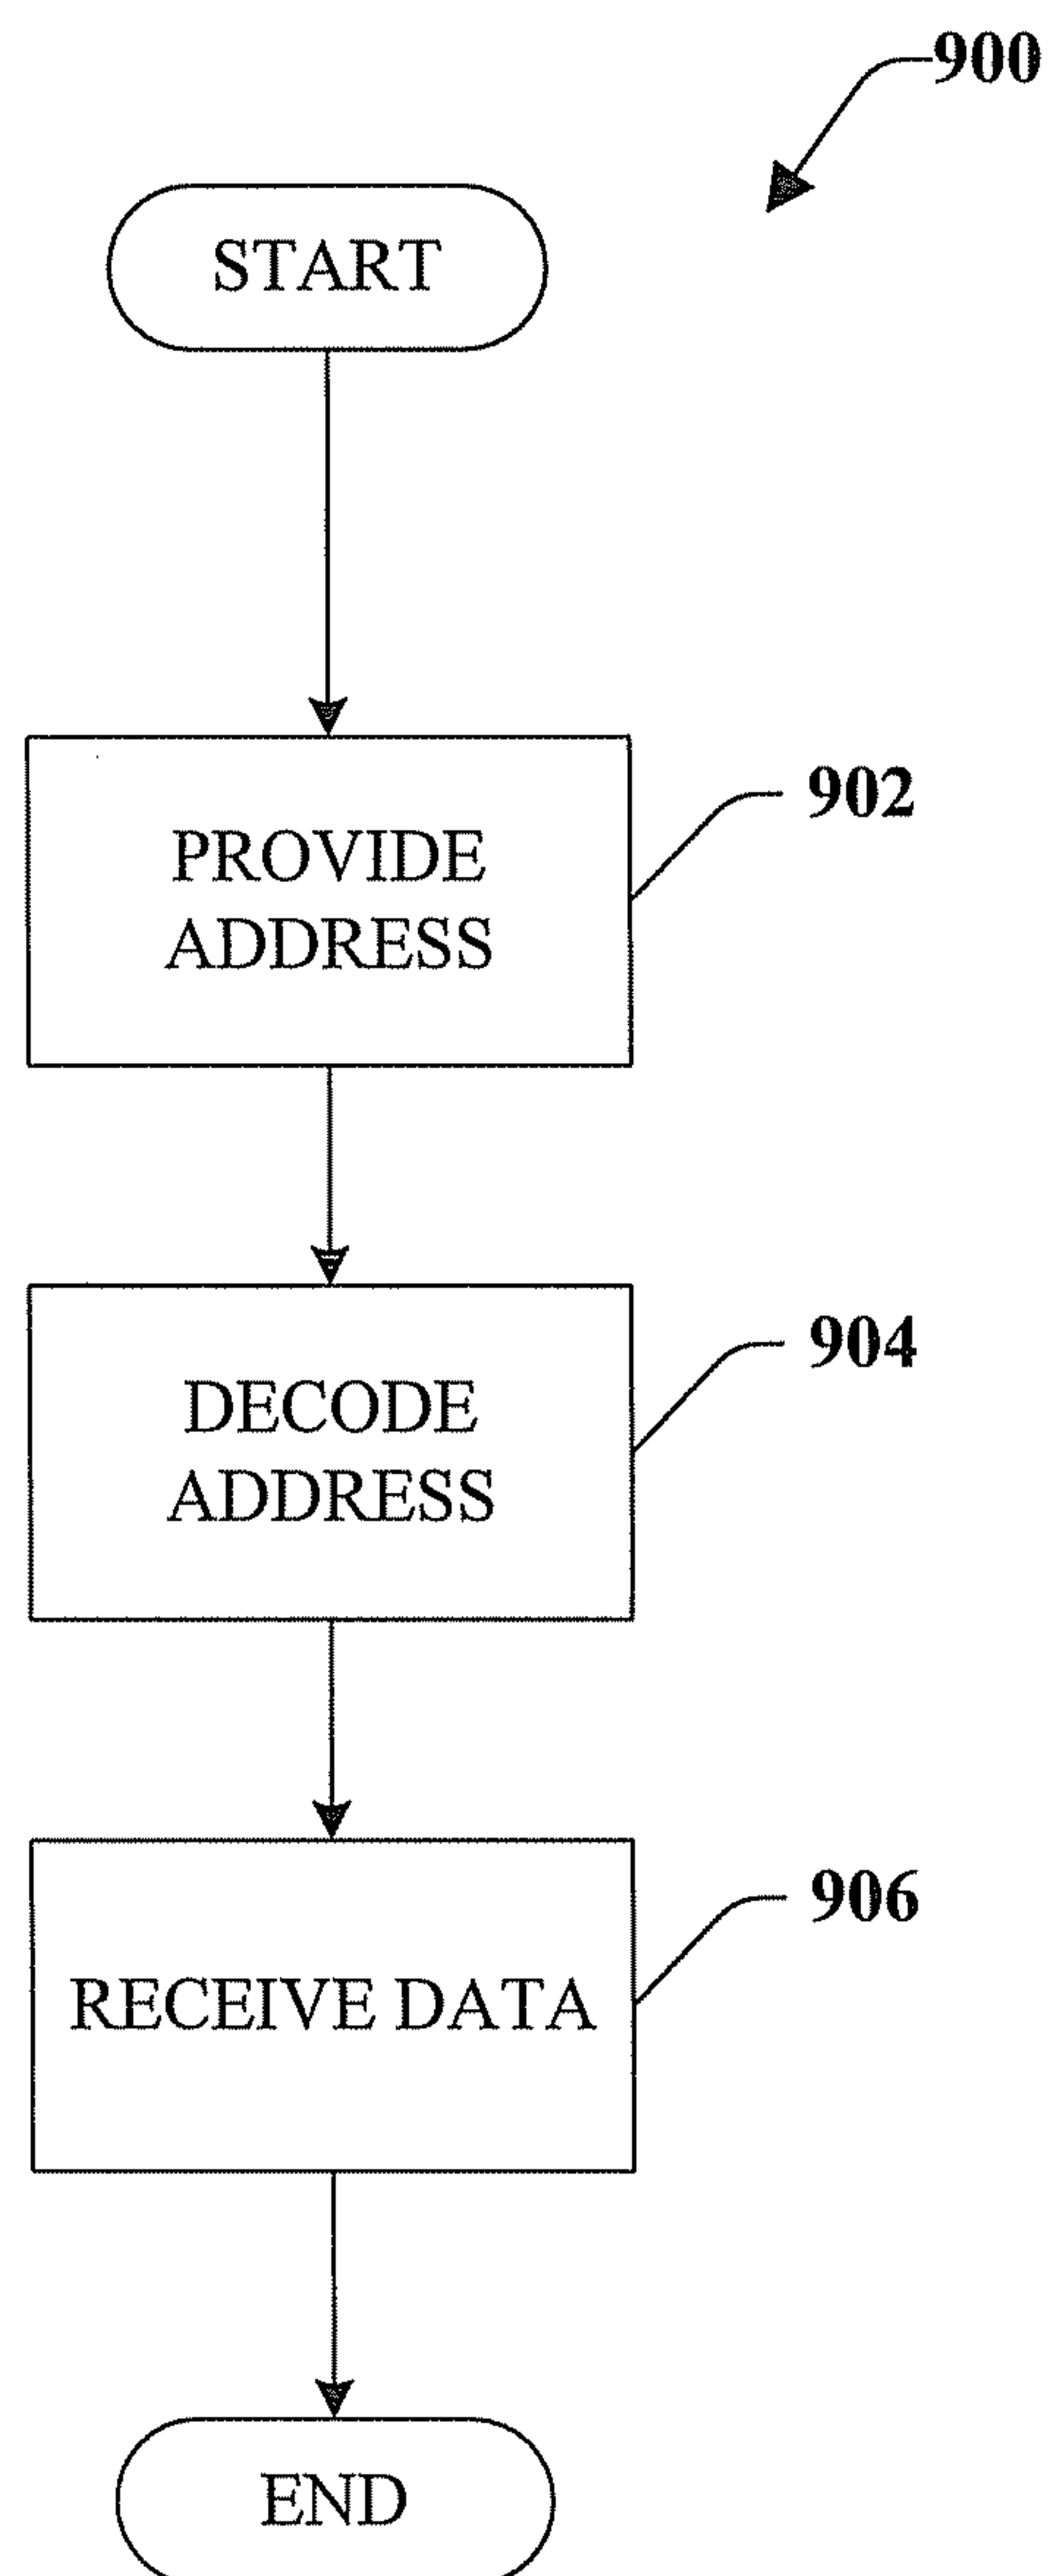 900
START
PROVIDE
ADDRESS
902
DECODE
ADDRESS
904
RECEIVE DATA
906
END